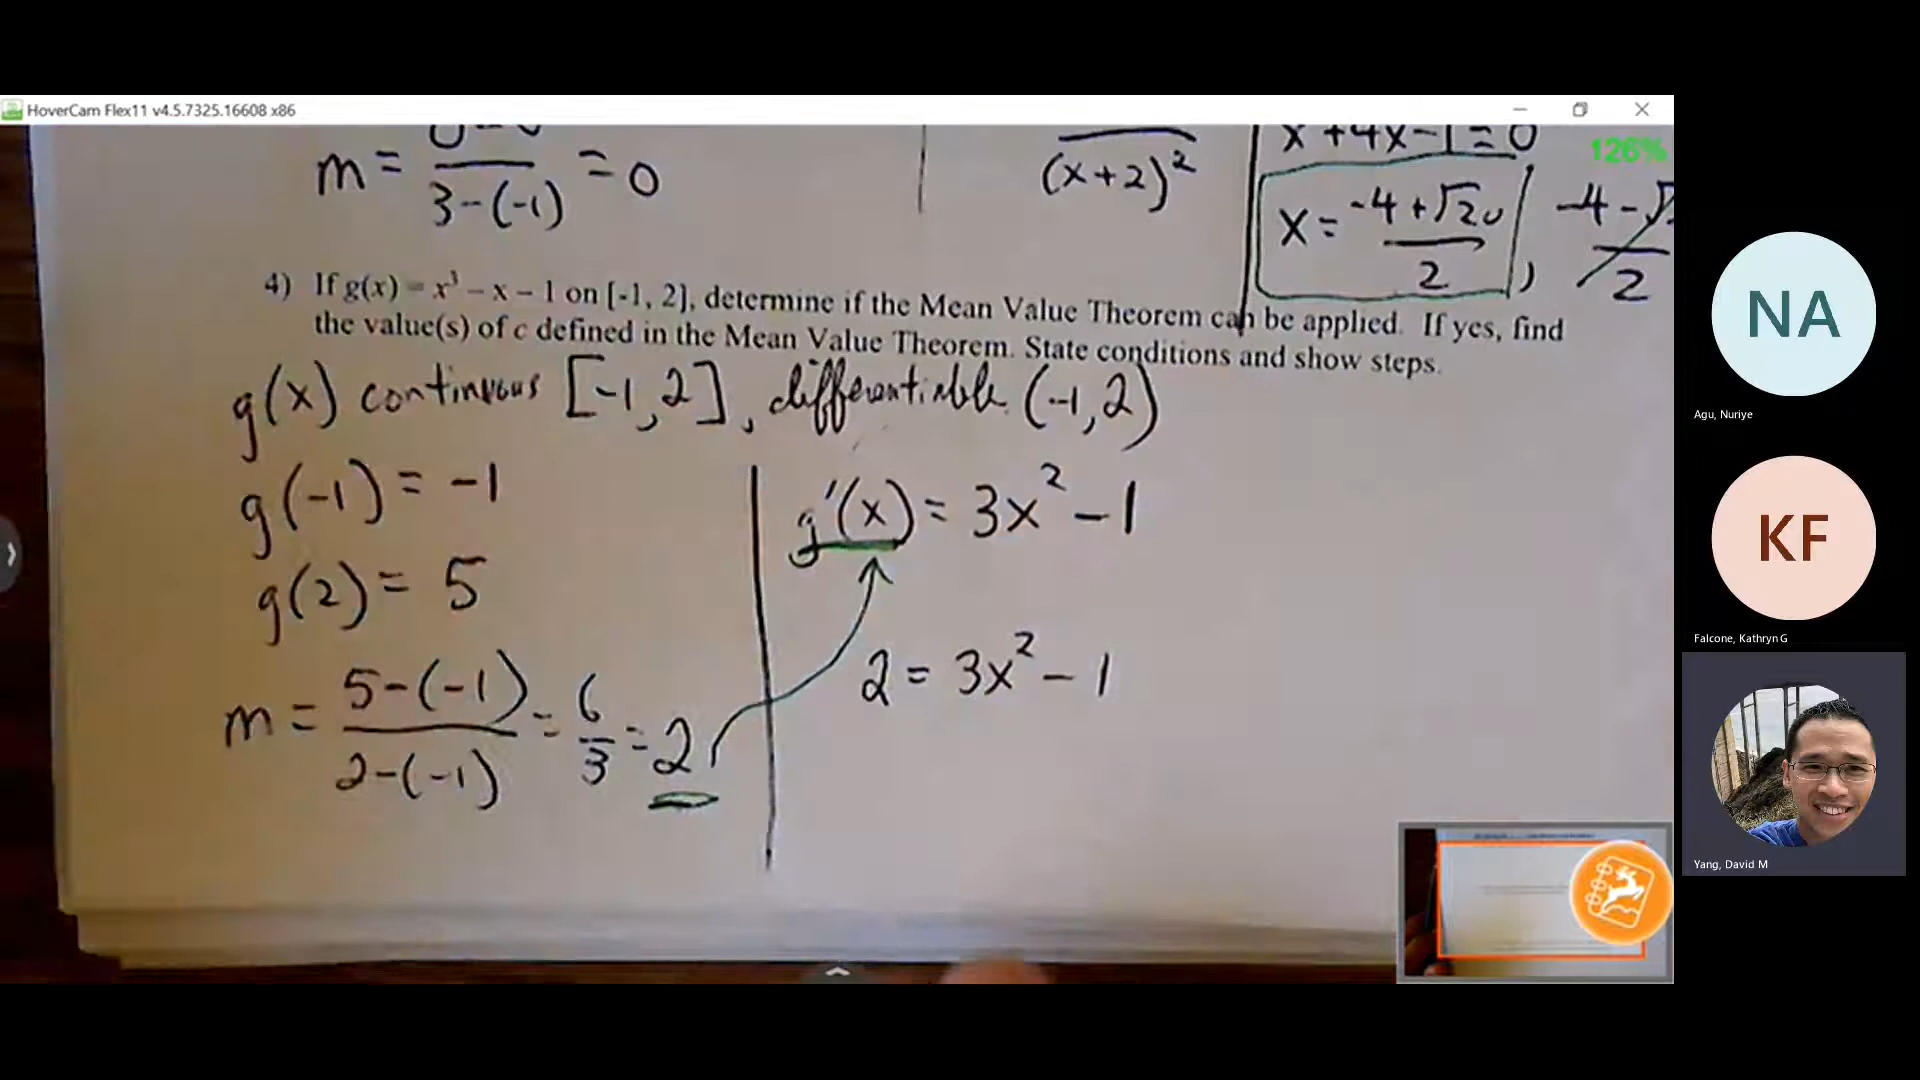 HoverCam Flex11 v4.5.7325.16608 x86
126%
m = 3-(-1) = 0
(x+2)²
x +4x-1=0
x = -4+√20 / 2 , -4-√ / 2
4) If g(x) = x³ – x – 1 on [-1, 2], determine if the Mean Value Theorem can be applied. If yes, find
the value(s) of c defined in the Mean Value Theorem. State conditions and show steps.
g(x) continuous [-1,2], differentiable (-1,2)
g(-1) = -1
g(2) = 5
m = 5-(-1) / 2-(-1) = 6/3 = 2
g'(x) = 3x² - 1
2 = 3x² - 1
NA
Agu, Nuriye
KF
Falcone, Kathryn G
Yang, David M